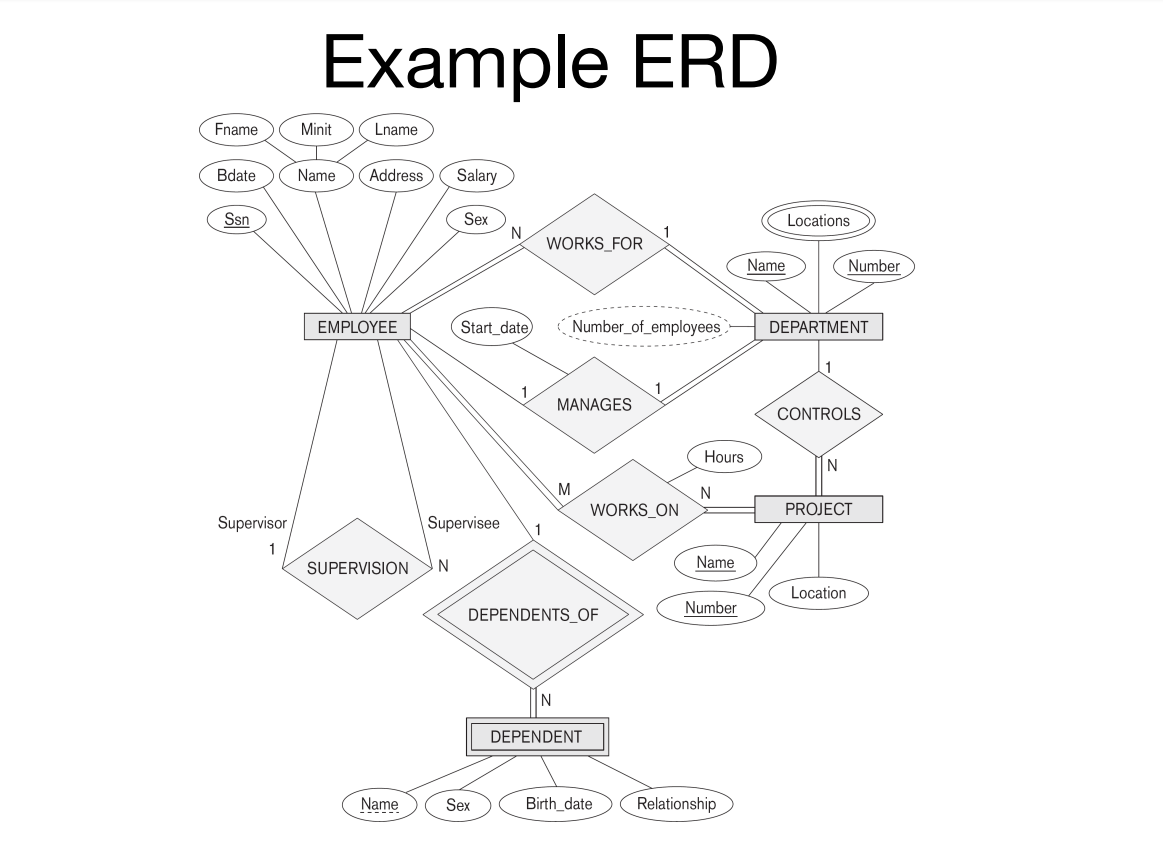 Example ERD
Fname
Minit
Lname
Bdate
Name
Address
Salary
Ssn
Sex
N
WORKS_FOR
1
Locations
Name
Number
EMPLOYEE
Start_date
Number_of_employees
DEPARTMENT
1
MANAGES
1
1
CONTROLS
N
Hours
M
WORKS_ON
N
PROJECT
Supervisor
1
Supervisee
N
SUPERVISION
1
Name
Number
Location
DEPENDENTS_OF
N
DEPENDENT
Name
Sex
Birth_date
Relationship